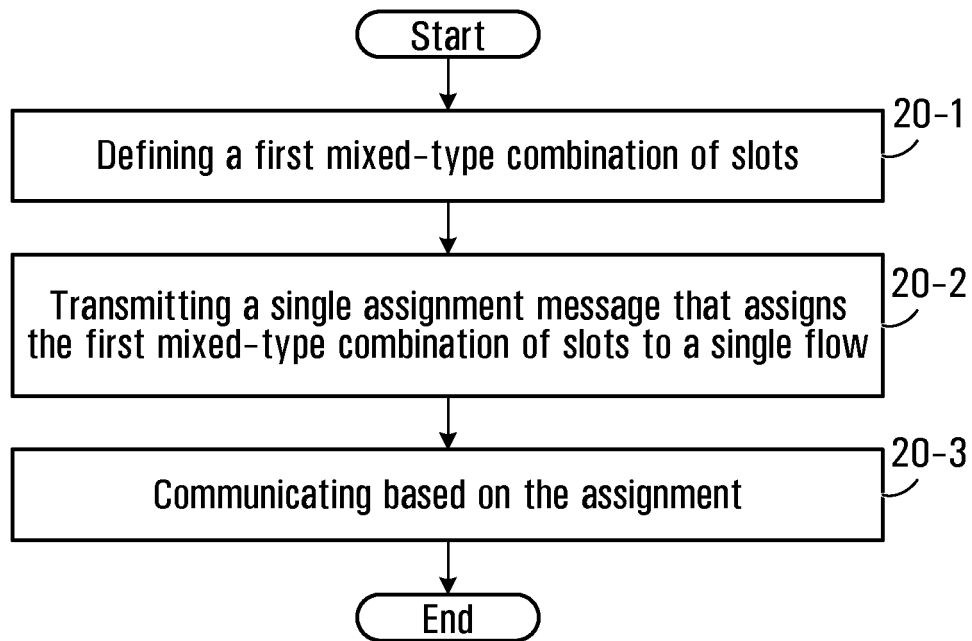 Start
20-1
Defining a first mixed-type combination of slots
20-2
Transmitting a single assignment message that assigns
the first mixed-type combination of slots to a single flow
20-3
Communicating based on the assignment
End